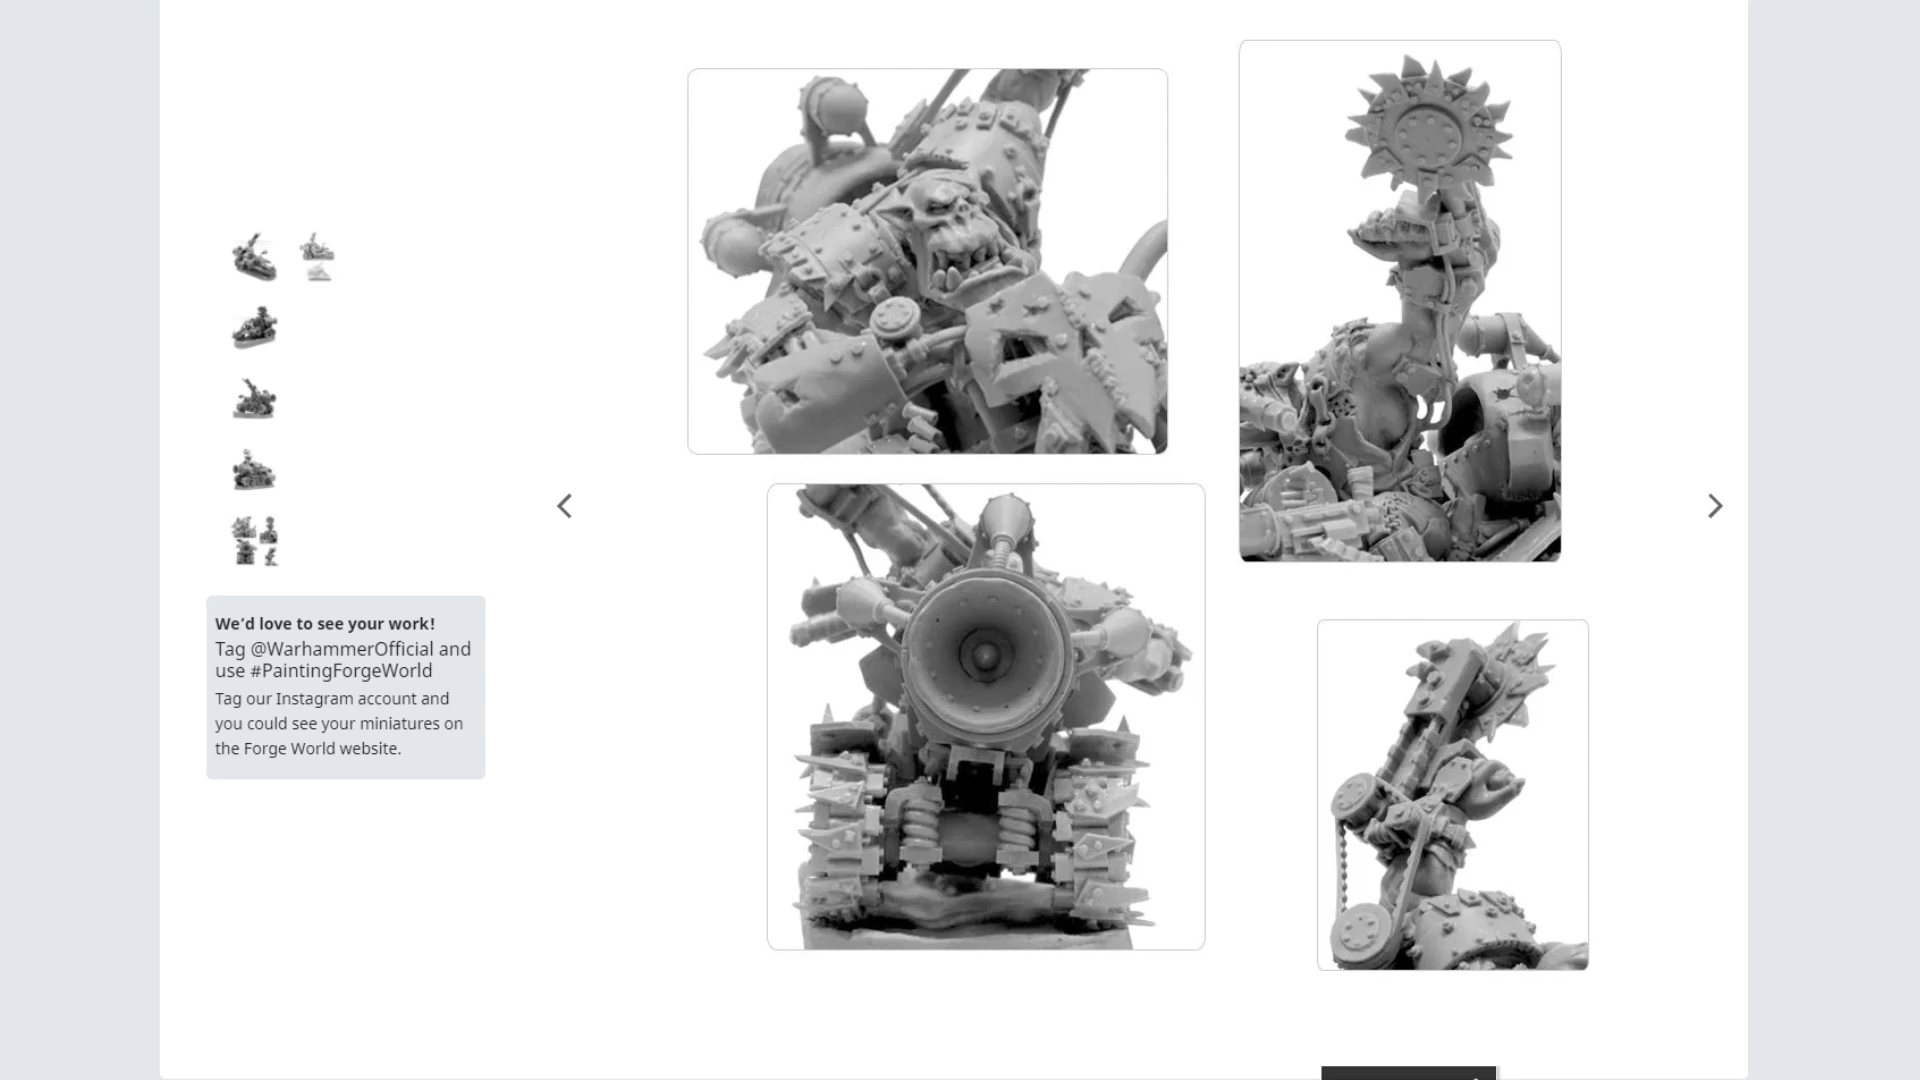 We’d love to see your work!
Tag @WarhammerOfficial and
use #PaintingForgeWorld
Tag our Instagram account and
you could see your miniatures on
the Forge World website.